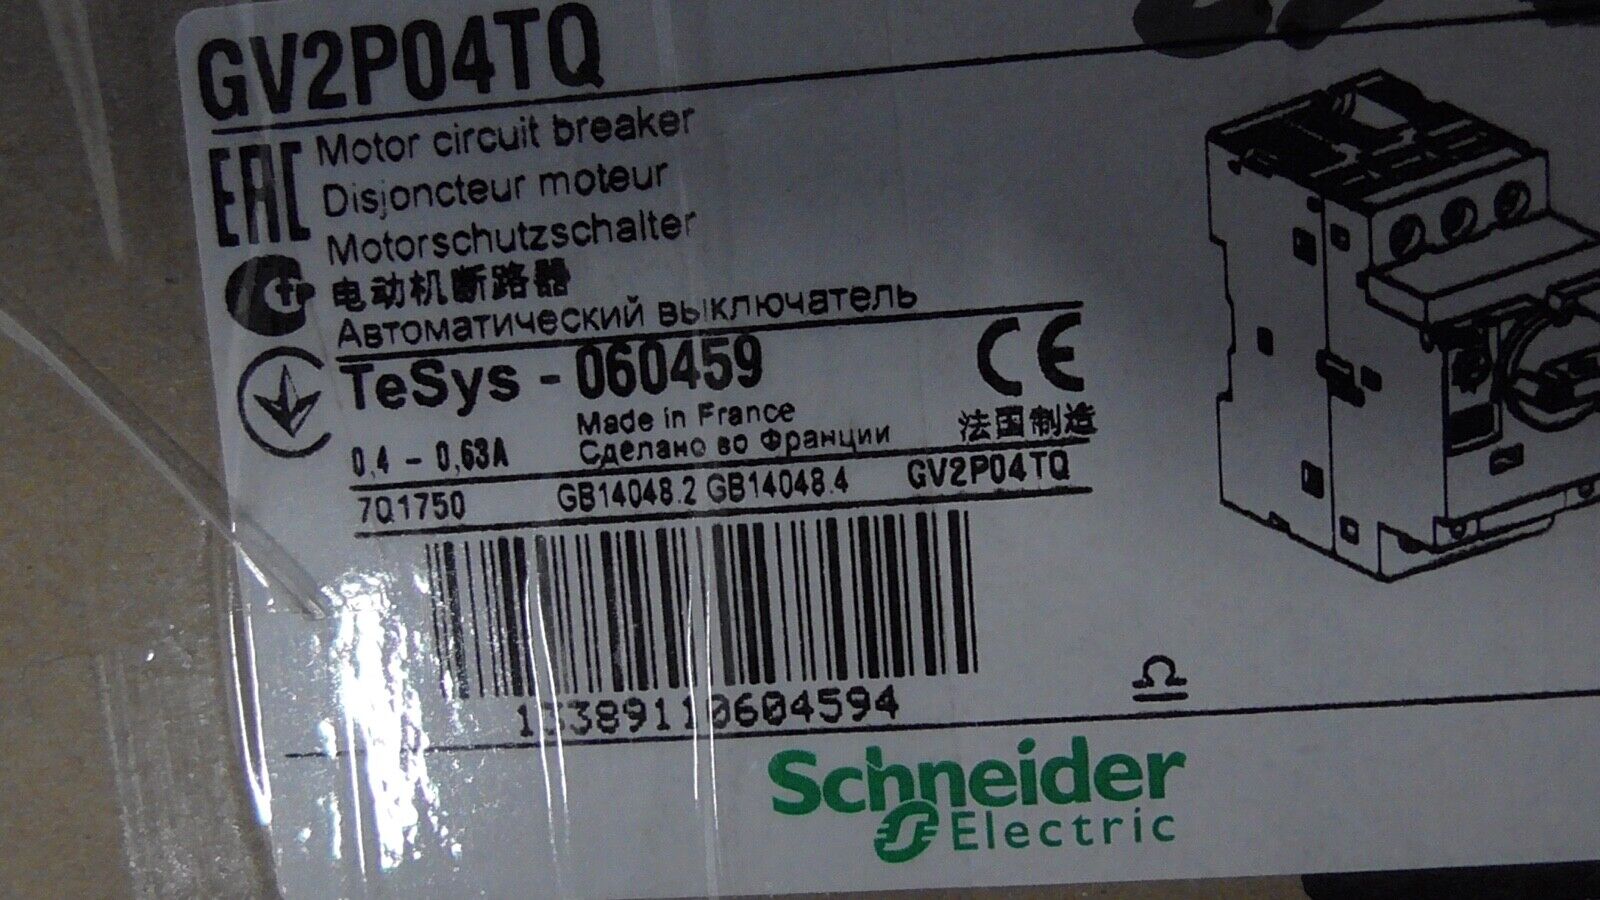 GV2P04TQ
EAC
Motor circuit breaker
Disjoncteur moteur
Motorschutzschalter
电动机断路器
Автоматический выключатель
TeSys - 060459
CE
Made in France
0,4 - 0,63A
Сделано во Франции
法国制造
7Q1750 GB14048.2 GB14048.4 GV2P04TQ
13389110604594
Schneider
Electric